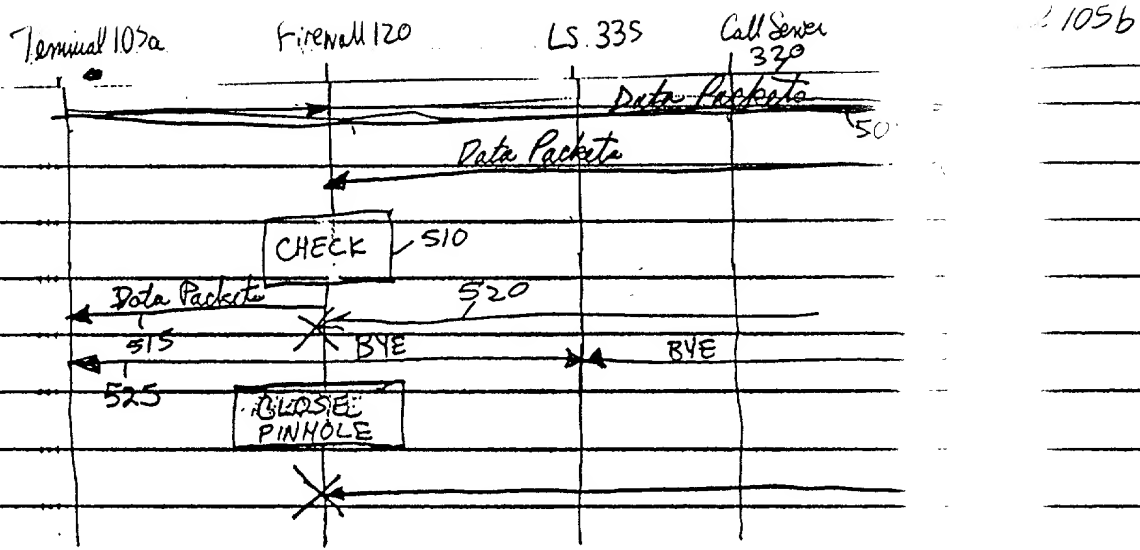 Terminal 105a Firewall 120 LS 335 Call Server 105b
330
Data Packets
50
Data Packets
CHECK 510
Data Packets 520
515 BYE BYE
525
CLOSE
PINHOLE